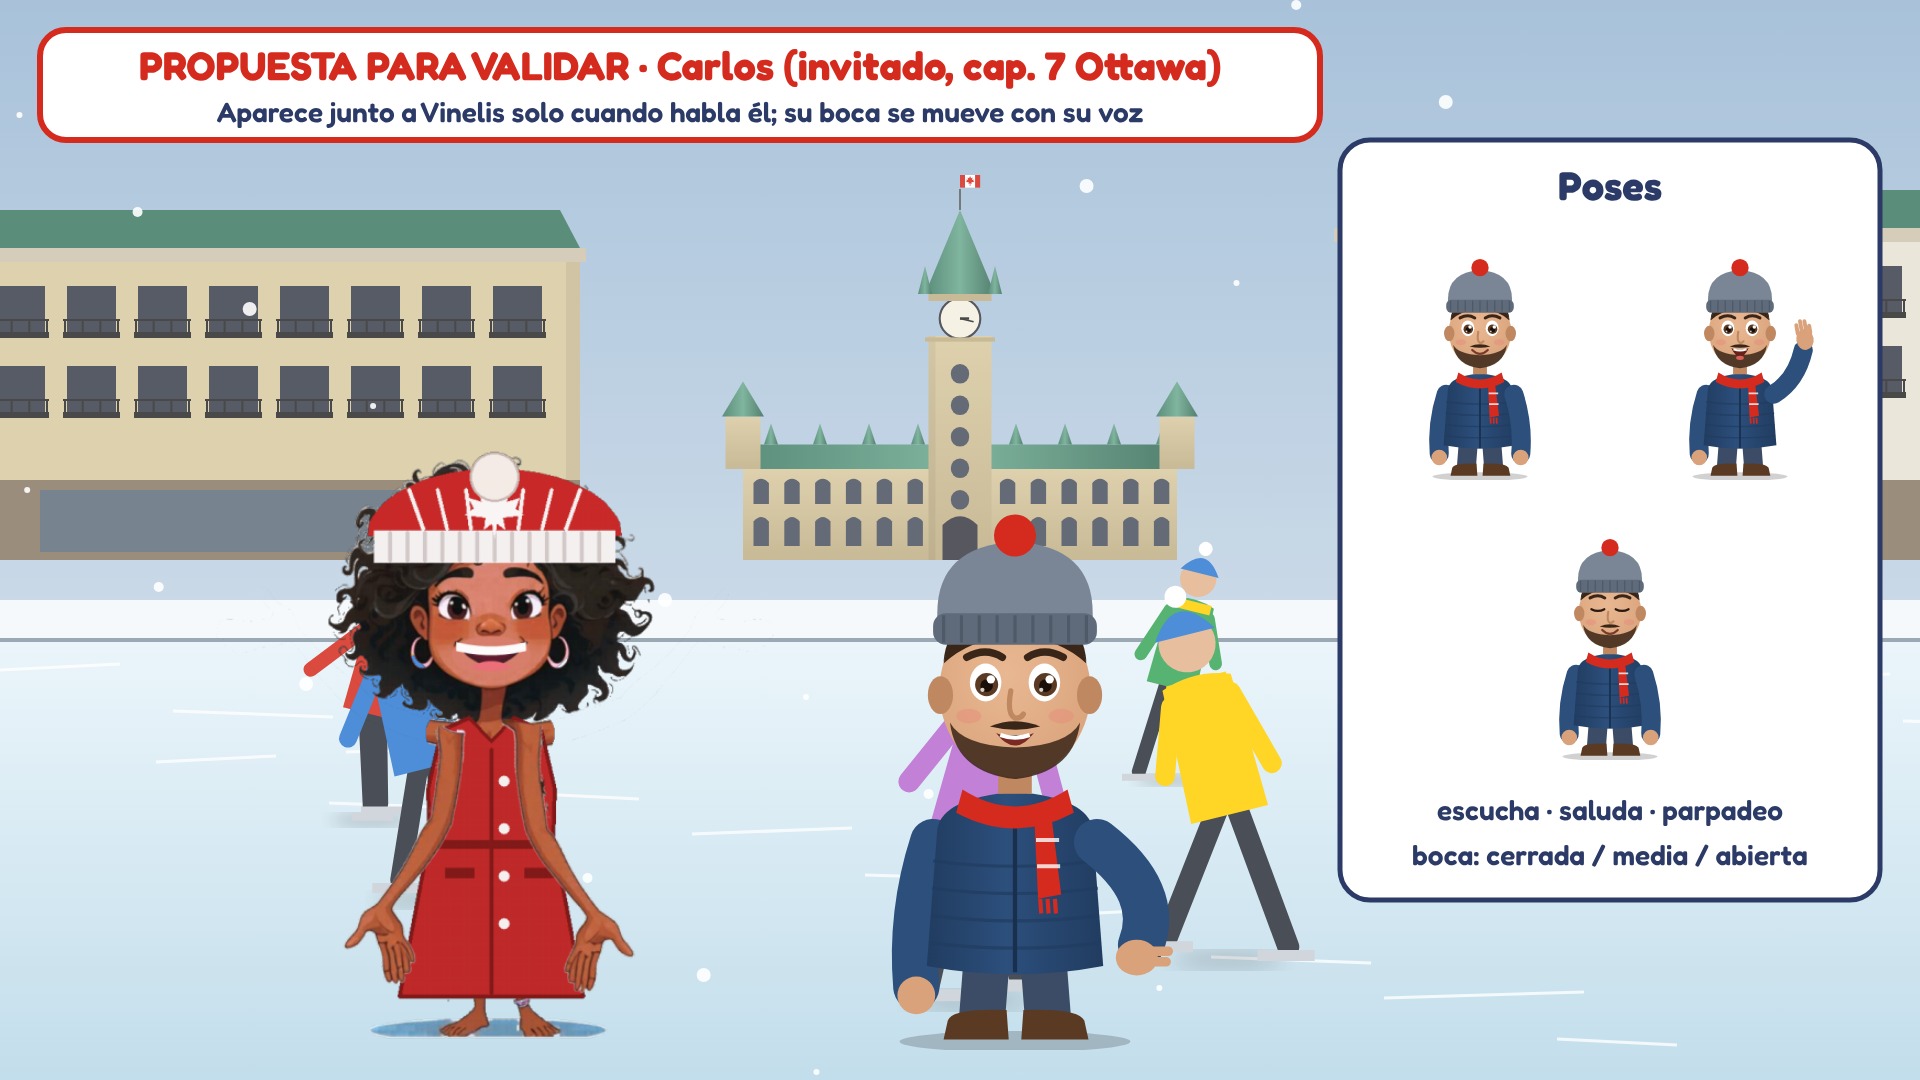 PROPUESTA PARA VALIDAR · Carlos (invitado, cap. 7 Ottawa)
Aparece junto a Vinelis solo cuando habla él; su boca se mueve con su voz
Poses
escucha · saluda · parpadeo
boca: cerrada / media / abierta